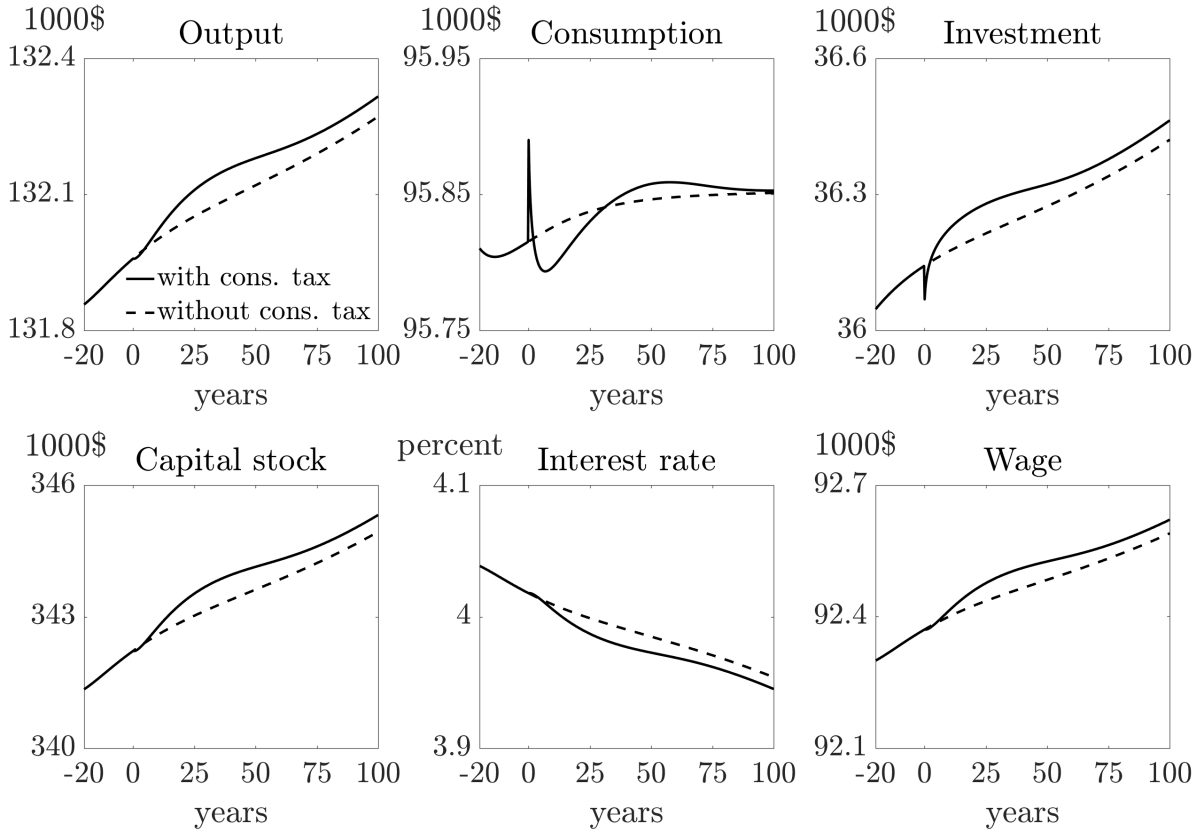 1000$
Output
132.4
132.1
131.8
with cons. tax
without cons. tax
-20 0 25 50 75 100
years
1000$
Consumption
95.95
95.85
95.75
-20 0 25 50 75 100
years
1000$
Investment
36.6
36.3
36
-20 0 25 50 75 100
years
1000$
Capital stock
346
343
340
-20 0 25 50 75 100
years
percent
Interest rate
4.1
4
3.9
-20 0 25 50 75 100
years
1000$
Wage
92.7
92.4
92.1
-20 0 25 50 75 100
years